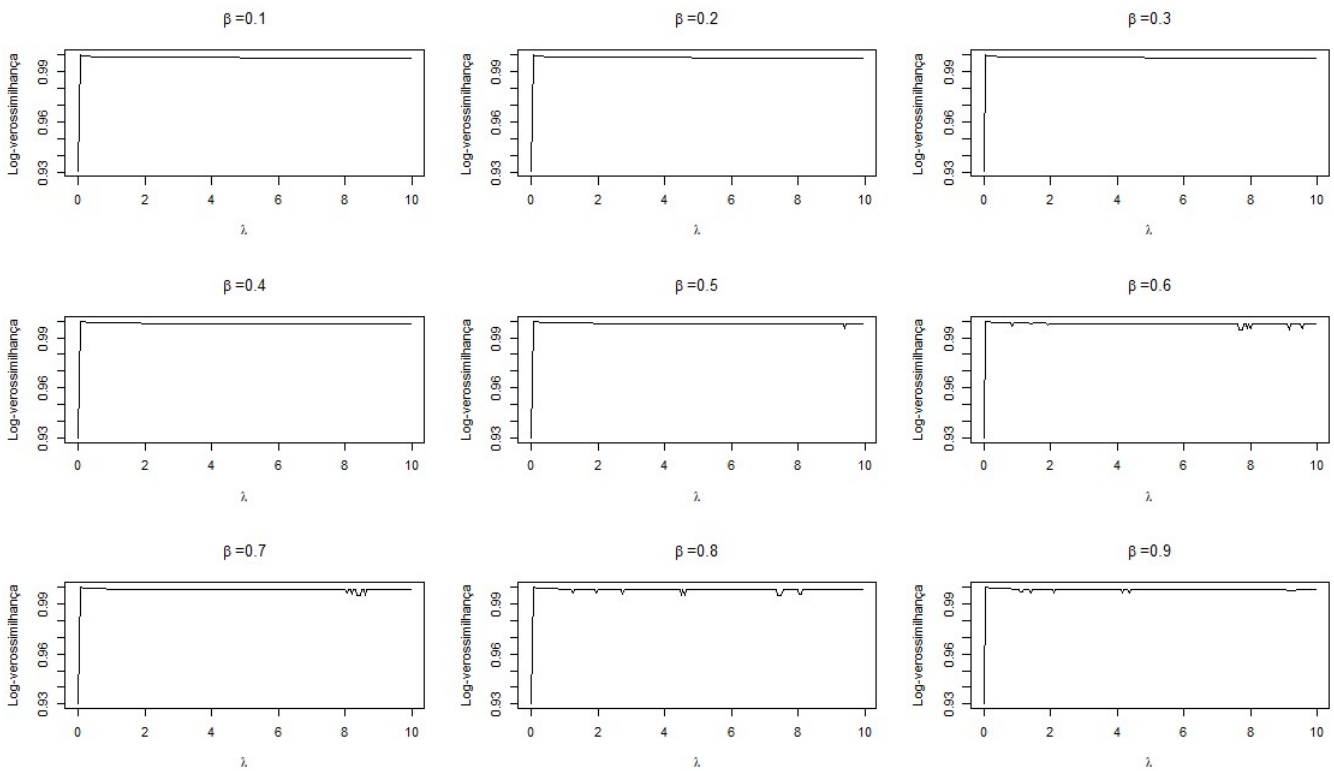 β =0.1
β =0.2
β =0.3
Log-verossimilhança
0.93 0.96 0.99
0 2 4 6 8 10
λ
Log-verossimilhança
0.93 0.96 0.99
0 2 4 6 8 10
λ
Log-verossimilhança
0.93 0.96 0.99
0 2 4 6 8 10
λ
β =0.4
β =0.5
β =0.6
Log-verossimilhança
0.93 0.96 0.99
0 2 4 6 8 10
λ
Log-verossimilhança
0.93 0.96 0.99
0 2 4 6 8 10
λ
Log-verossimilhança
0.93 0.96 0.99
0 2 4 6 8 10
λ
β =0.7
β =0.8
β =0.9
Log-verossimilhança
0.93 0.96 0.99
0 2 4 6 8 10
λ
Log-verossimilhança
0.93 0.96 0.99
0 2 4 6 8 10
λ
Log-verossimilhança
0.93 0.96 0.99
0 2 4 6 8 10
λ